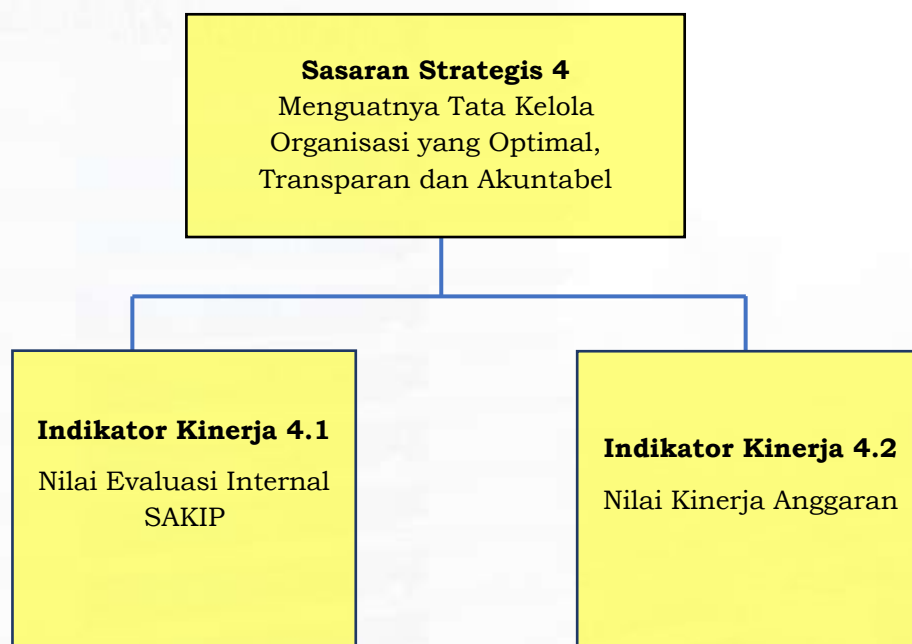 Sasaran Strategis 4
Menguatnya Tata Kelola
Organisasi yang Optimal,
Transparan dan Akuntabel
Indikator Kinerja 4.1
Nilai Evaluasi Internal
SAKIP
Indikator Kinerja 4.2
Nilai Kinerja Anggaran